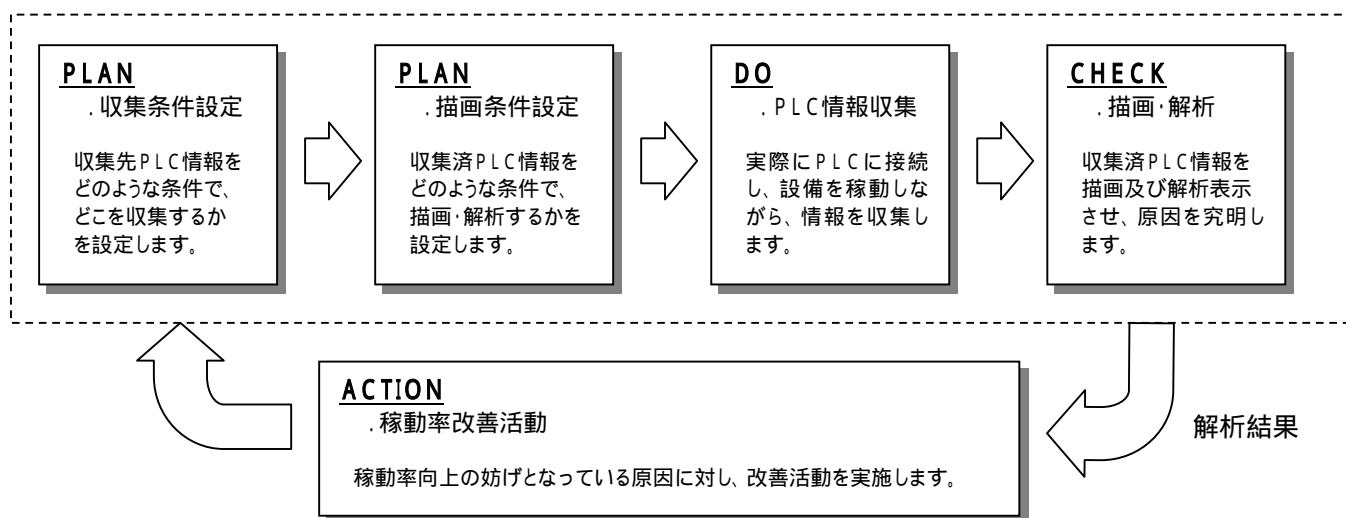 PLAN
.収集条件設定
収集先PLC情報を
どのような条件で、
どこを収集するか
を設定します。
PLAN
.描画条件設定
収集済PLC情報を
どのような条件で、
描画・解析するかを
設定します。
DO
.PLC情報収集
実際にPLCに接続
し、設備を稼動しな
がら、情報を収集し
ます。
CHECK
.描画・解析
収集済PLC情報を
描画及び解析表示
させ、原因を究明し
ます。
ACTION
.稼動率改善活動
稼動率向上の妨げとなっている原因に対し、改善活動を実施します。
解析結果